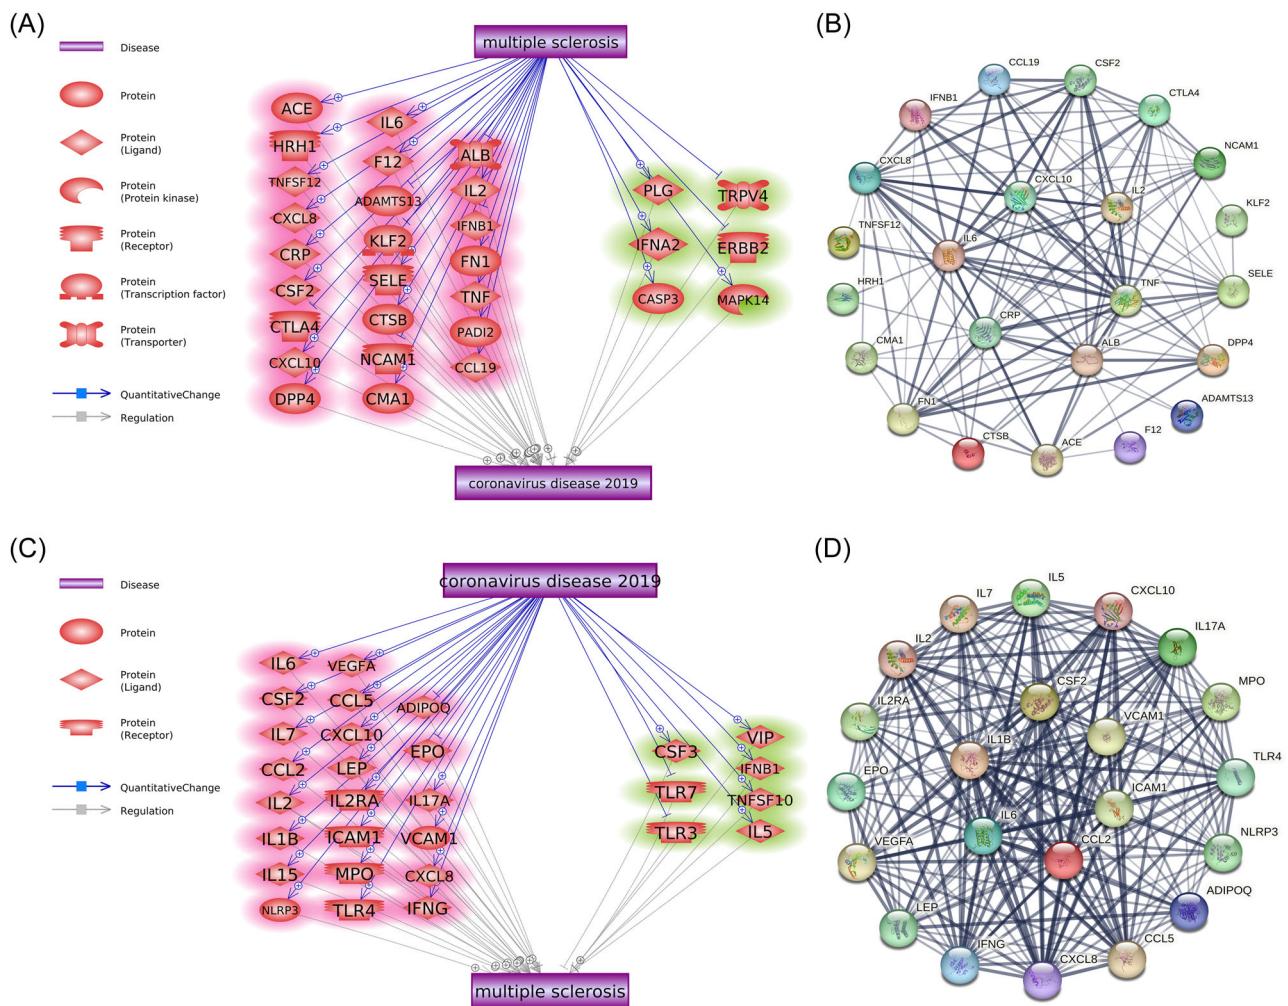 (A)
Disease
Protein
Protein
(Ligand)
Protein
(Protein kinase)
Protein
(Receptor)
Protein
(Transcription factor)
Protein
(Transporter)
QuantitativeChange
Regulation
multiple sclerosis
ACE
HRH1
TNFSF12
CXCL8
CRP
CSF2
CTLA4
CXCL10
DPP4
IL6
F12
ADAMTS13
KLF2
SELE
CTSB
NCAM1
CMA1
ALB
IL2
IFNB1
FN1
TNF
PADI2
CCL19
PLG
IFNA2
CASP3
TRPV4
ERBB2
MAPK14
coronavirus disease 2019
(B)
CCL19
CSF2
CTLA4
IFNB1
NCAM1
CXCL8
CXCL10
IL2
KLF2
TNFSF12
IL6
SELE
HRH1
TNF
CRP
CMA1
ALB
DPP4
FN1
ADAMTS13
CTSB
ACE
F12
(C)
Disease
Protein
Protein
(Ligand)
Protein
(Receptor)
QuantitativeChange
Regulation
coronavirus disease 2019
IL6
CSF2
IL7
CCL2
IL2
IL1B
IL15
NLRP3
VEGFA
CCL5
CXCL10
LEP
IL2RA
ICAM1
MPO
TLR4
ADIPOQ
EPO
IL17A
VCAM1
CXCL8
IFNG
CSF3
TLR7
TLR3
VIP
IFNB1
TNFSF10
IL5
multiple sclerosis
(D)
IL7
IL5
CXCL10
IL17A
IL2
CSF2
MPO
IL2RA
VCAM1
IL1B
TLR4
EPO
ICAM1
IL6
NLRP3
VEGFA
CCL2
ADIPOQ
LEP
CCL5
IFNG
CXCL8